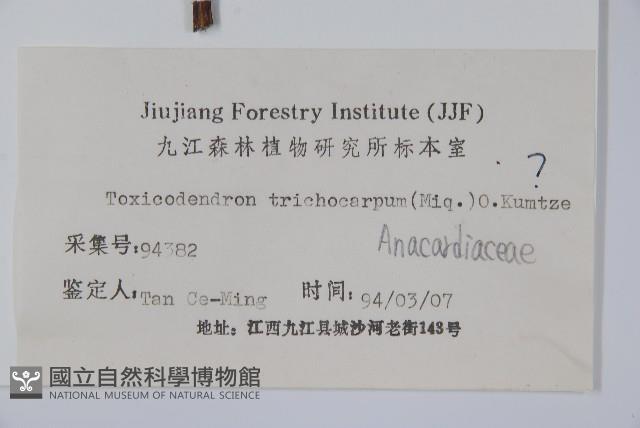 Jiujiang Forestry Institute (JJF)
九江森林植物研究所标本室
?
Toxicodendron trichocarpum(Miq.)O.Kumtze
采集号:94382
Anacardiaceae
鉴定人:Tan Ce-Ming 时间:94/03/07
地址:江西九江县城沙河老街143号
國立自然科學博物館
NATIONAL MUSEUM OF NATURAL SCIENCE